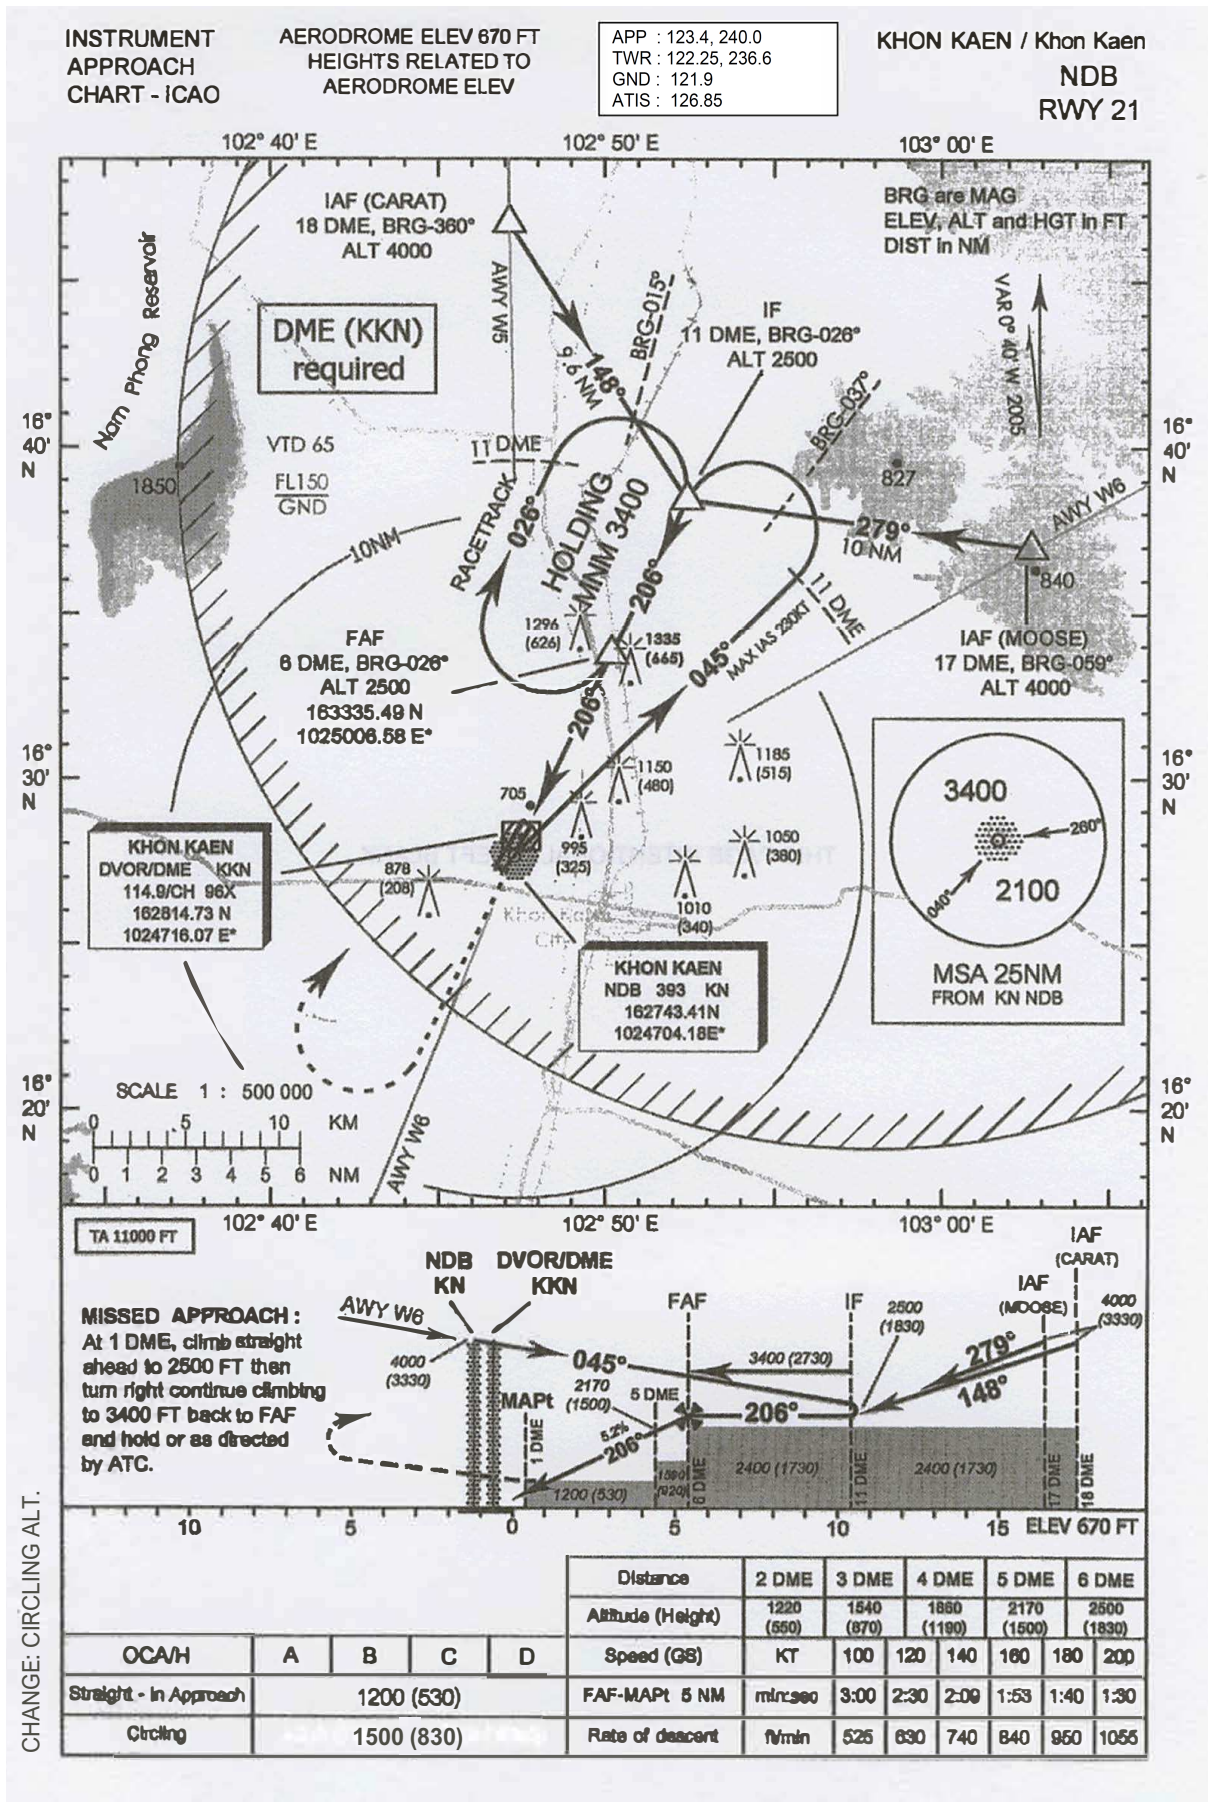 INSTRUMENT
APPROACH
CHART - ICAO
AERODROME ELEV 670 FT
HEIGHTS RELATED TO
AERODROME ELEV
APP : 123.4, 240.0
TWR : 122.25, 236.6
GND : 121.9
ATIS : 126.85
KHON KAEN / Khon Kaen
NDB
RWY 21
102° 40' E
102° 50' E
103° 00' E
IAF (CARAT)
18 DME, BRG-360°
ALT 4000
BRG are MAG
ELEV, ALT and HGT in FT
DIST in NM
Nam Phong Reservoir
AWY W5
DME (KKN)
required
148°
9.6 NM
BRG-015°
IF
11 DME, BRG-026°
ALT 2500
VAR 0° 40' W 2005
BRG-037°
16°
40'
N
16°
40'
N
VTD 65
FL150
GND
1850
11 DME
827
RACETRACK
026°
HOLDING
MNM 3400
279°
10 NM
AWY W6
10NM
206°
840
11 DME
1296
(626)
1335
(665)
MAX IAS 230KT
045°
FAF
6 DME, BRG-026°
ALT 2500
163335.49 N
1025006.58 E*
IAF (MOOSE)
17 DME, BRG-059°
ALT 4000
206°
16°
30'
N
16°
30'
N
1185
(515)
1150
(480)
705
3400
260°
KHON KAEN
DVOR/DME KKN
114.9/CH 96X
162814.73 N
1024716.07 E*
878
(208)
995
(325)
1050
(380)
1010
(340)
2100
040°
Khon Kaen
City
KHON KAEN
NDB 393 KN
162743.41N
1024704.18E*
MSA 25NM
FROM KN NDB
SCALE 1 : 500 000
0 5 10 KM
0 1 2 3 4 5 6 NM
16°
20'
N
16°
20'
N
AWY W6
102° 40' E
102° 50' E
103° 00' E
TA 11000 FT
NDB
KN
DVOR/DME
KKN
IAF
(CARAT)
IAF
(MOOSE)
MISSED APPROACH :
At 1 DME, climb straight
ahead to 2500 FT then
turn right continue climbing
to 3400 FT back to FAF
and hold or as directed
by ATC.
AWY W6
4000
(3330)
045°
FAF
IF
2500
(1830)
4000
(3330)
3400 (2730)
279°
148°
2170
(1500)
5 DME
MAPt
1 DME
5.2%
206°
206°
1200 (530)
1590
(920)
6 DME
2400 (1730)
11 DME
2400 (1730)
17 DME
18 DME
10 5 0 5 10 15 ELEV 670 FT
Distance 2 DME 3 DME 4 DME 5 DME 6 DME
Altitude (Height) 1220 (550) 1540 (870) 1860 (1190) 2170 (1500) 2500 (1830)
OCA/H A B C D
Speed (GS) KT 100 120 140 160 180 200
Straight - In Approach 1200 (530)
FAF-MAPt 5 NM min:sec 3:00 2:30 2:09 1:53 1:40 1:30
Circling 1500 (830)
Rate of descent ft/min 525 630 740 840 950 1055
CHANGE: CIRCLING ALT.